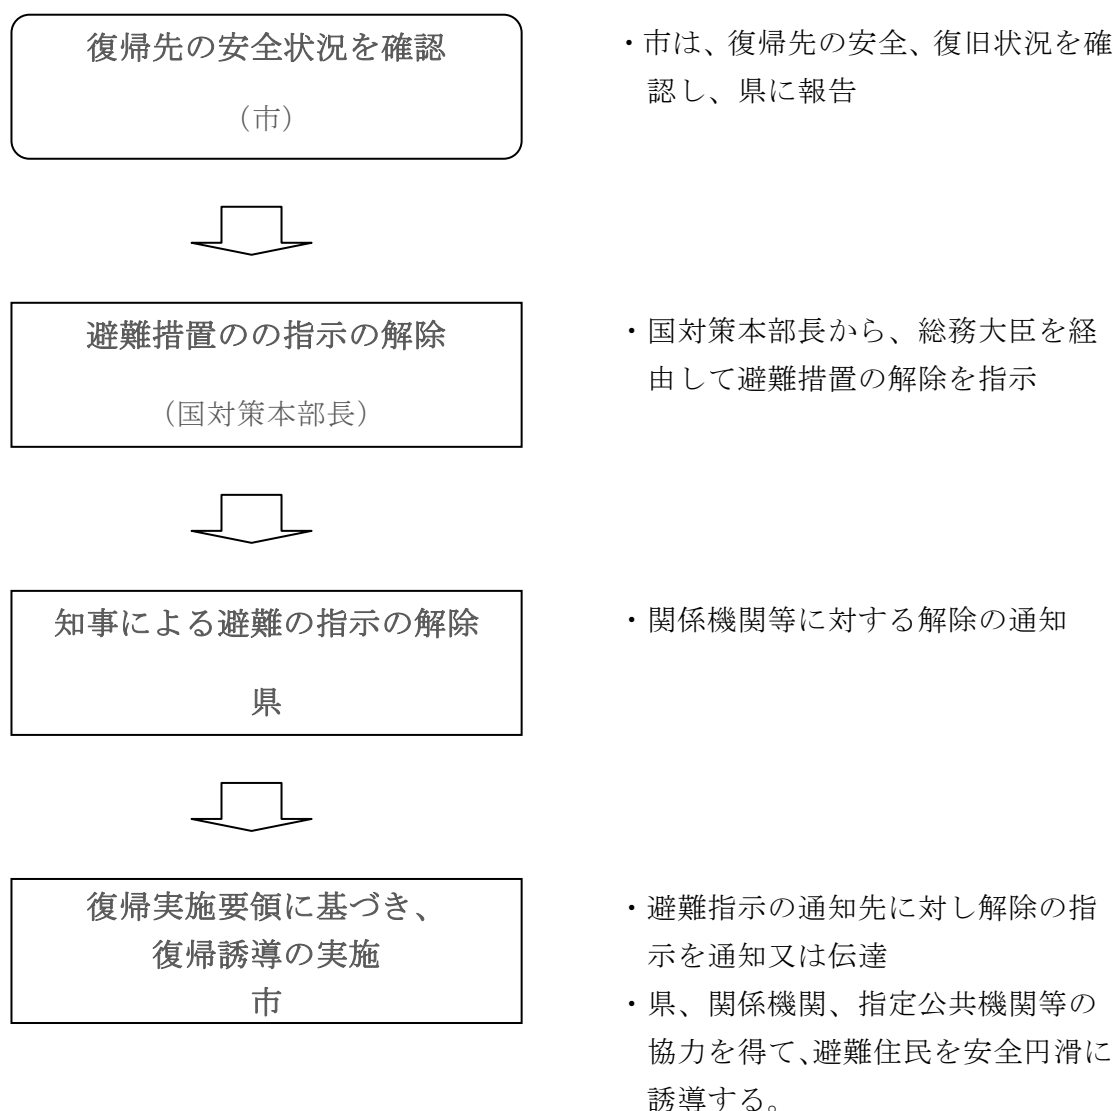 復帰先の安全状況を確認
（市）
・市は、復帰先の安全、復旧状況を確
認し、県に報告
避難措置のの指示の解除
（国対策本部長）
・国対策本部長から、総務大臣を経
由して避難措置の解除を指示
知事による避難の指示の解除
県
・関係機関等に対する解除の通知
復帰実施要領に基づき、
復帰誘導の実施
市
・避難指示の通知先に対し解除の指
示を通知又は伝達
・県、関係機関、指定公共機関等の
協力を得て、避難住民を安全円滑に
誘導する。